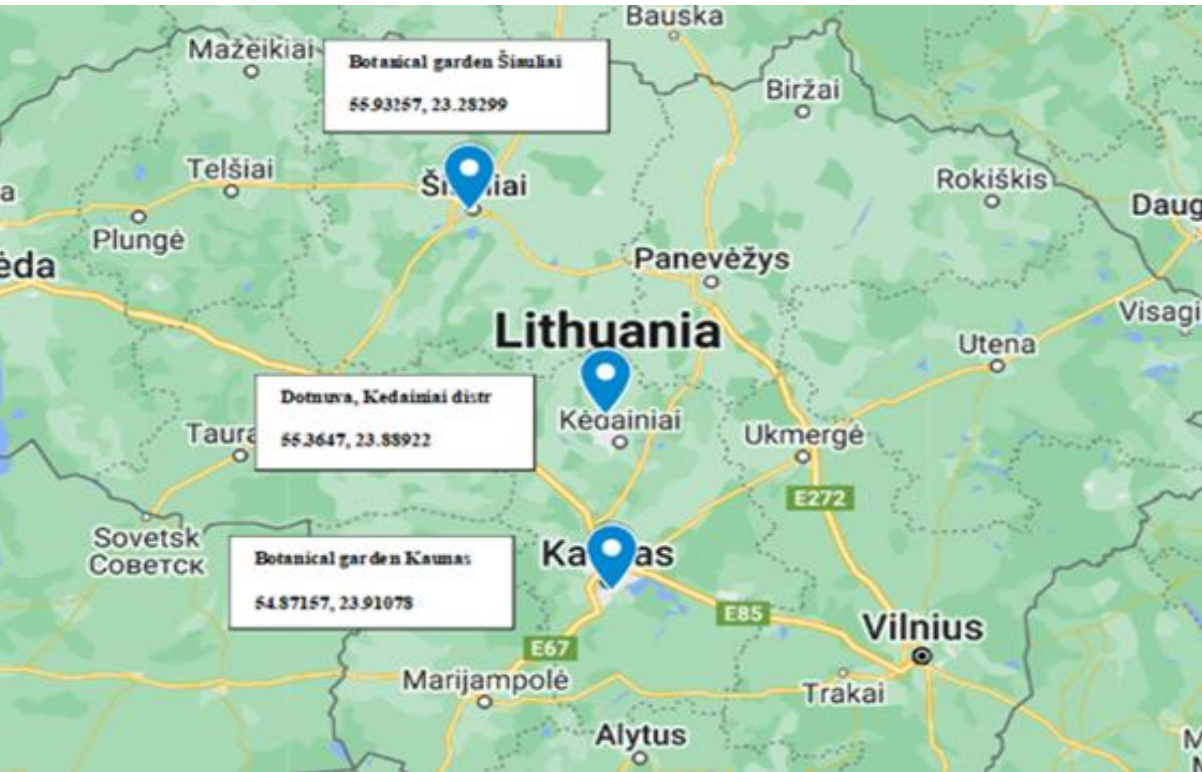 Bauska
Mažeikiai
Botanical garden Šiauliai
55.93257, 23.28299
Biržai
Telšiai
Rokiškis
Daug
Plungė
Panevėžys
ėda
Lithuania
Visagi
Utena
Dotnuva, Kedainiai distr
55.3647, 23.88922
Kėdainiai
Ukmergė
Taura
E272
Sovetsk
Советск
Botanical garden Kaunas
54.87157, 23.91078
E85
Vilnius
E67
Marijampolė
Trakai
Alytus